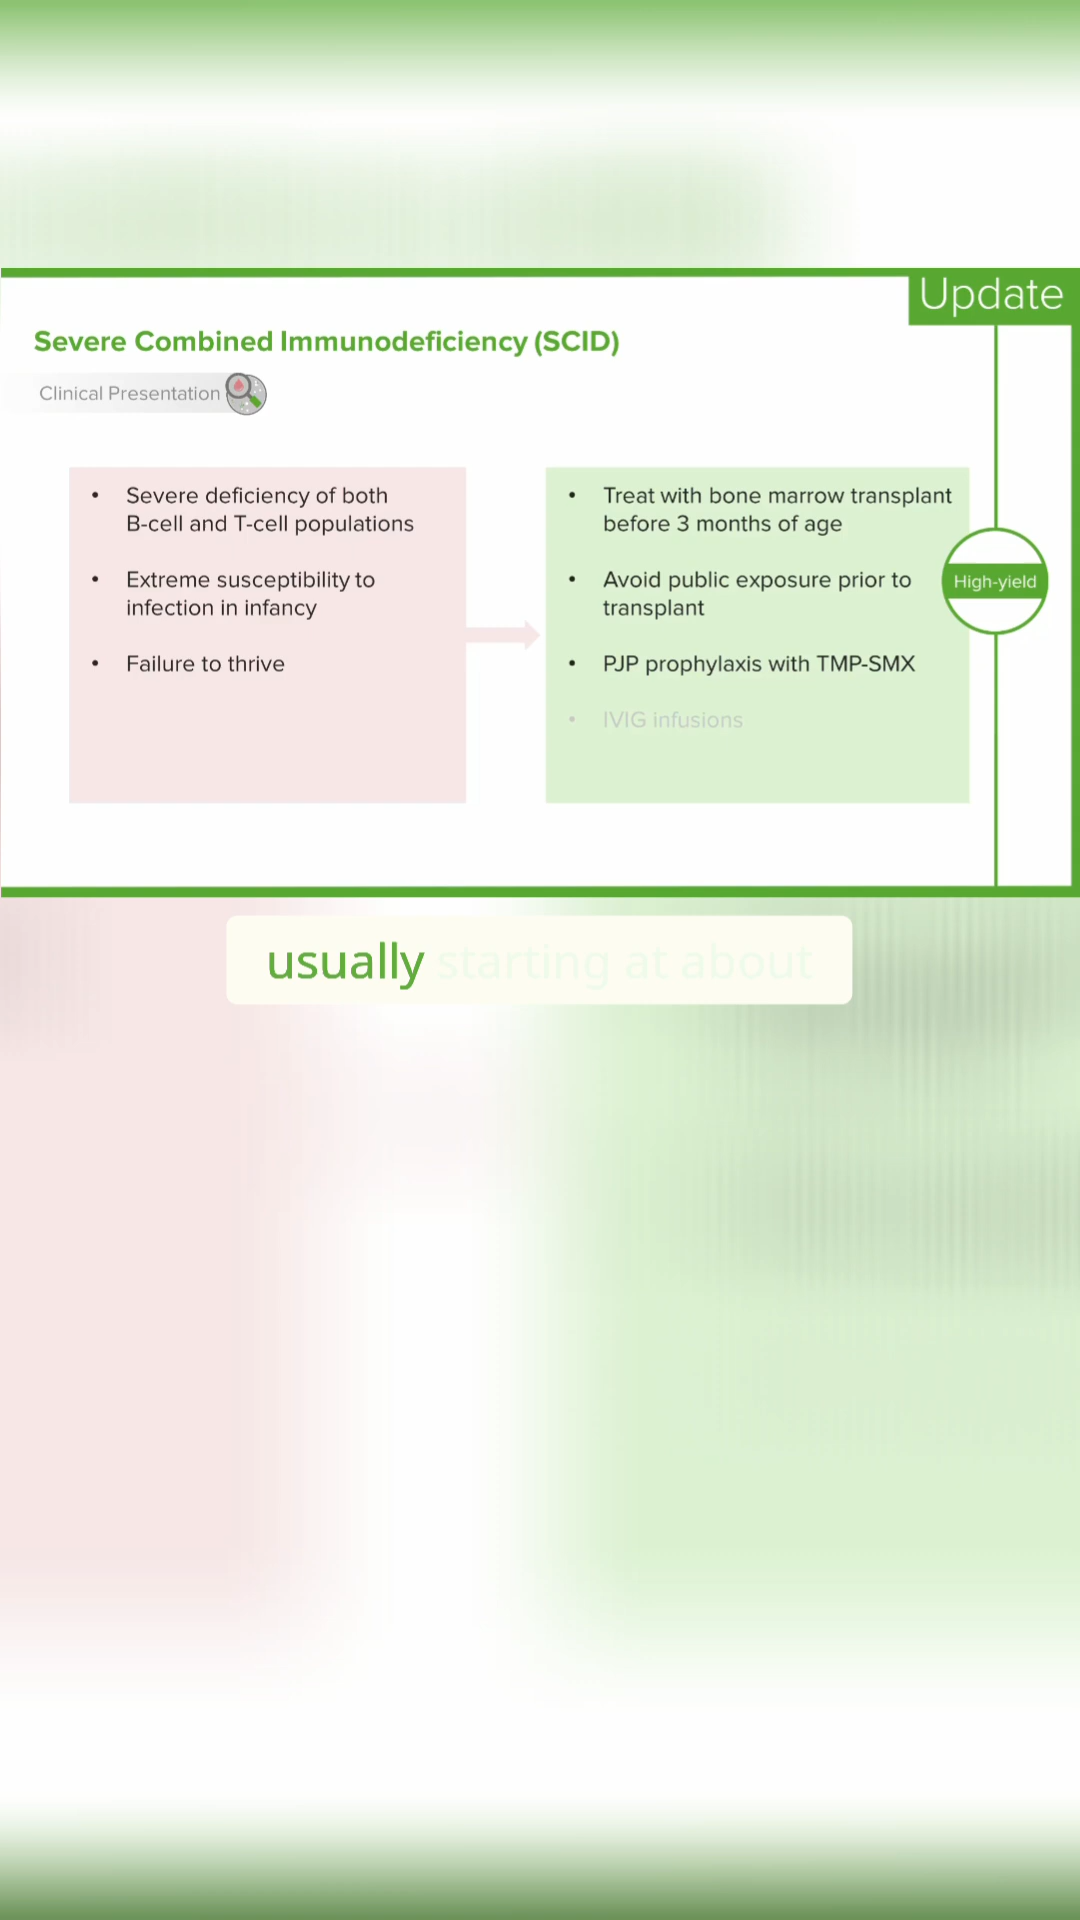 Update
Severe Combined Immunodeficiency (SCID)
Clinical Presentation
• Severe deficiency of both
B-cell and T-cell populations
• Extreme susceptibility to
infection in infancy
• Failure to thrive
• Treat with bone marrow transplant
before 3 months of age
• Avoid public exposure prior to
transplant
• PJP prophylaxis with TMP-SMX
• IVIG infusions
High-yield
usually starting at about